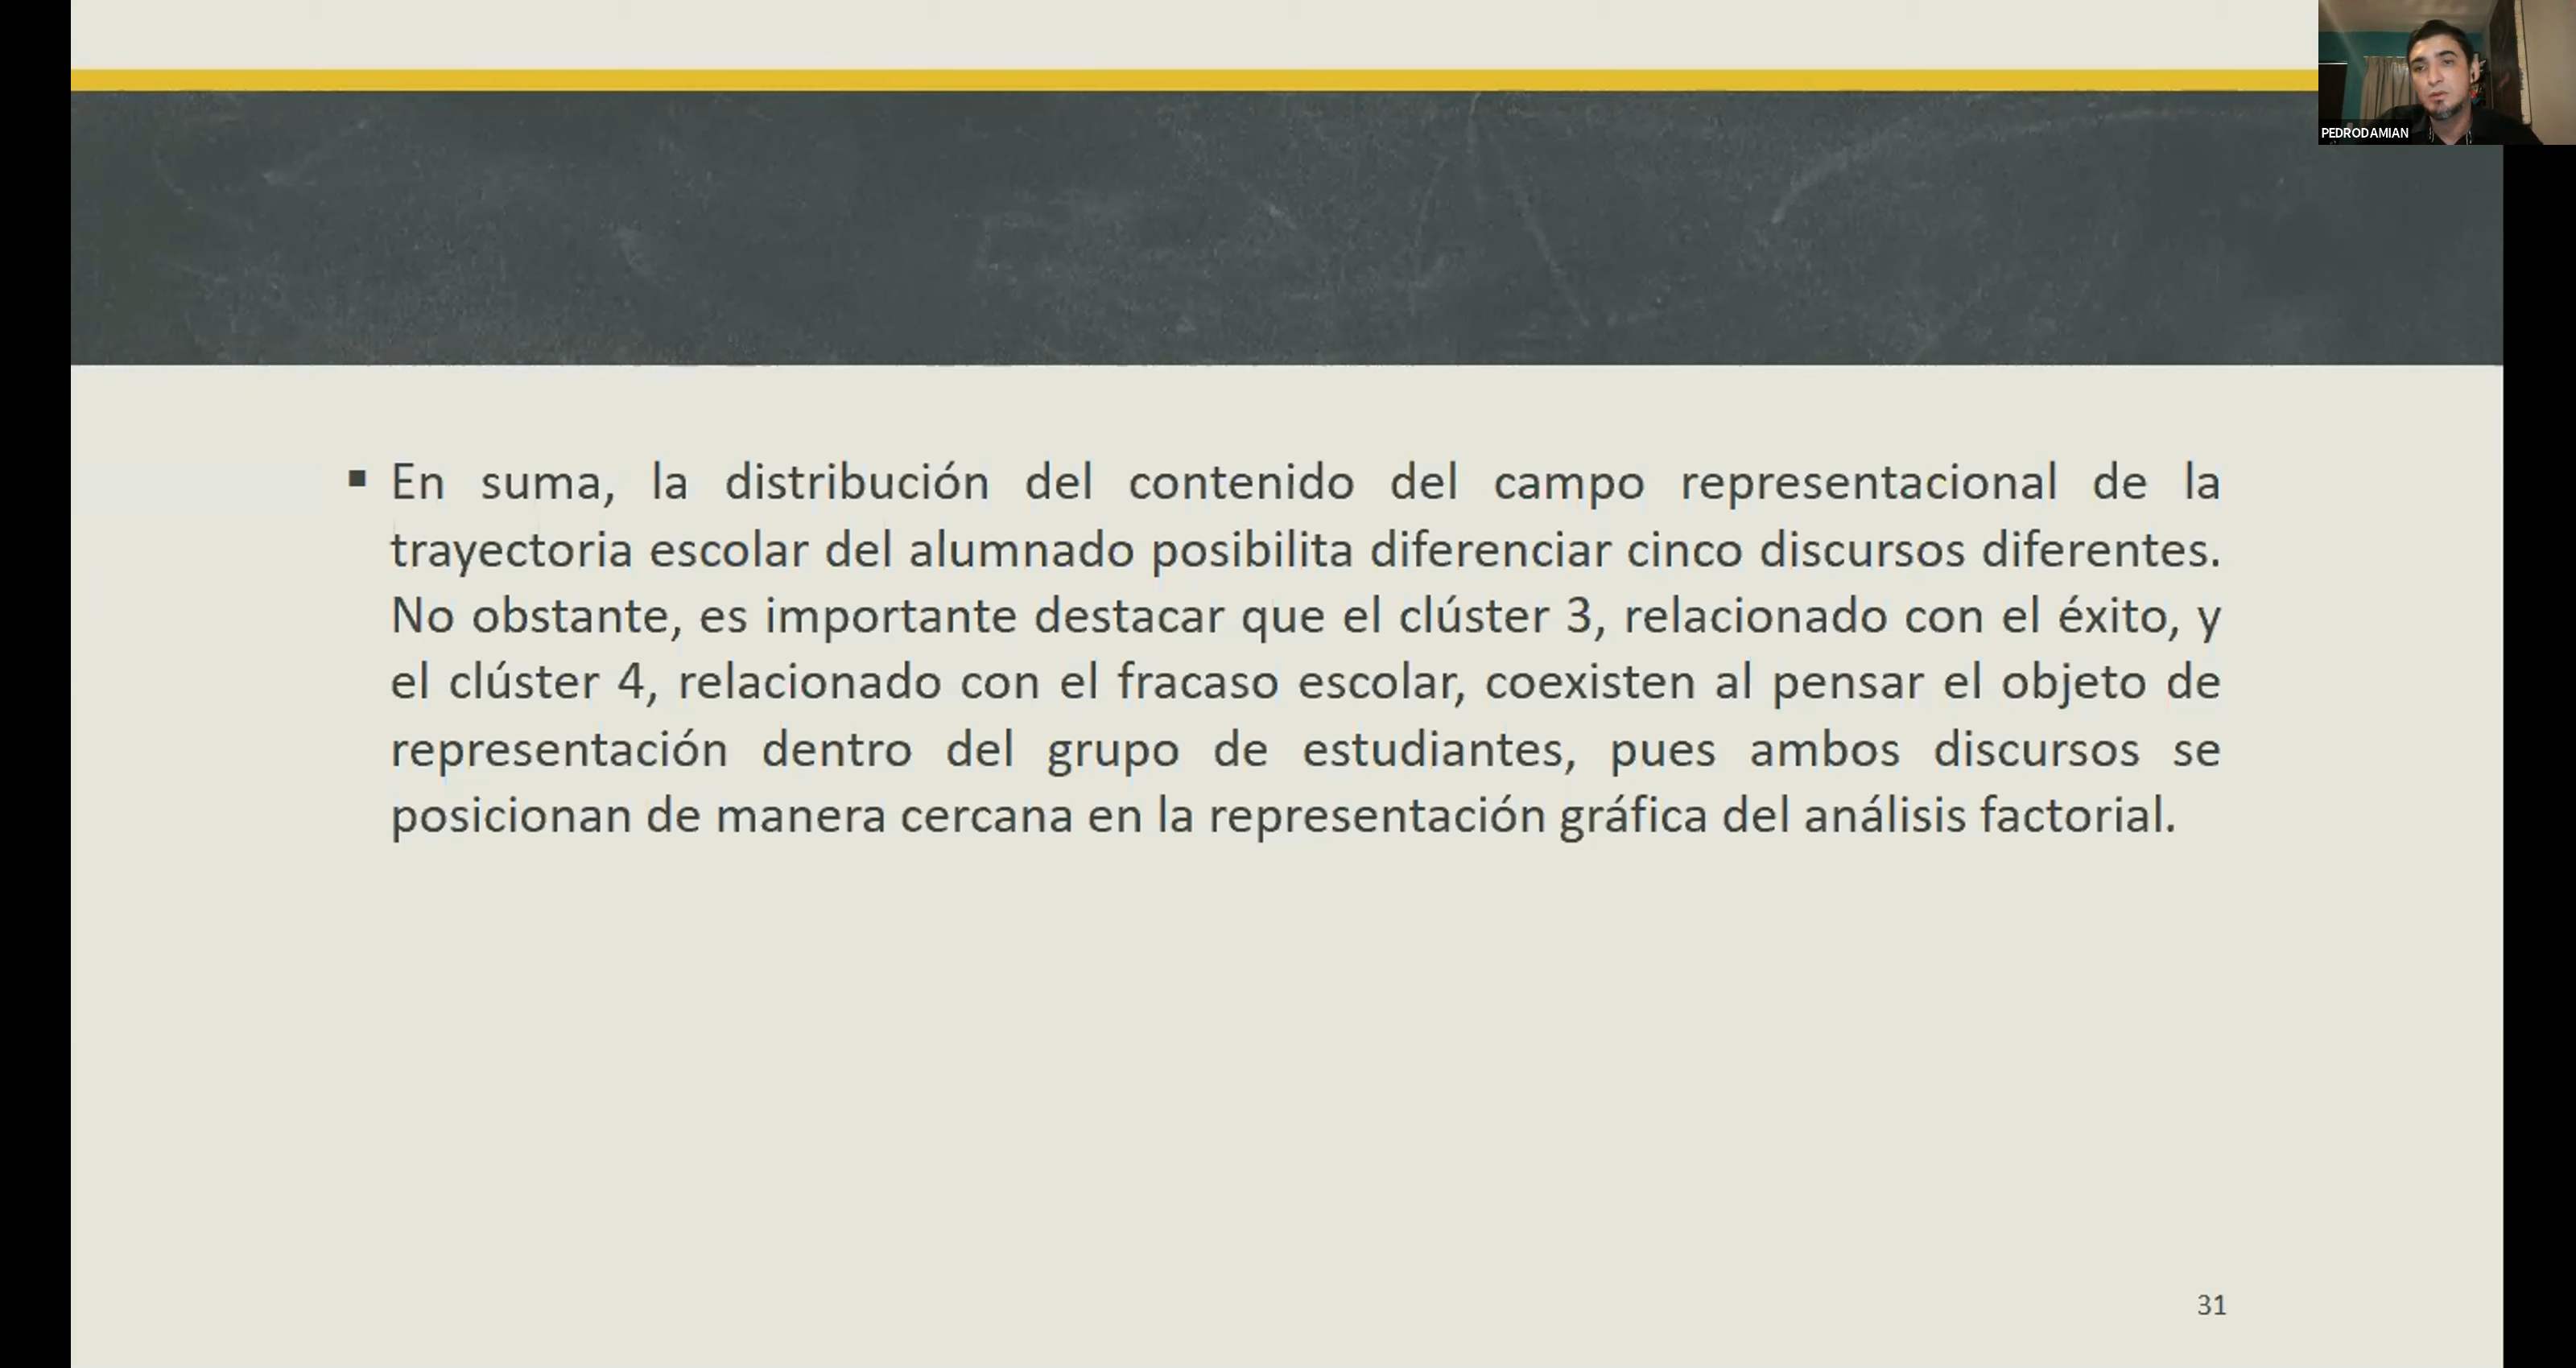 PEDRODAMIAN
▪ En suma, la distribución del contenido del campo representacional de la
trayectoria escolar del alumnado posibilita diferenciar cinco discursos diferentes.
No obstante, es importante destacar que el clúster 3, relacionado con el éxito, y
el clúster 4, relacionado con el fracaso escolar, coexisten al pensar el objeto de
representación dentro del grupo de estudiantes, pues ambos discursos se
posicionan de manera cercana en la representación gráfica del análisis factorial.
31